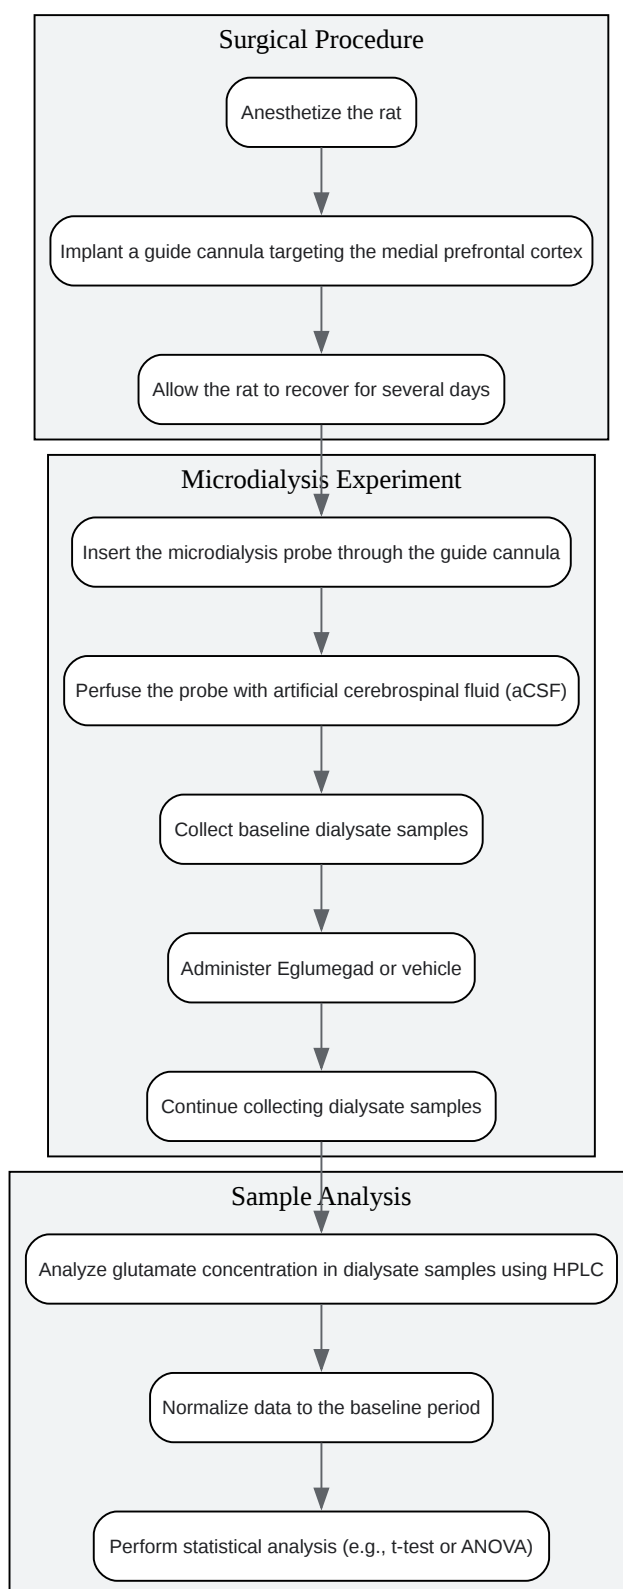 Surgical Procedure
Anesthetize the rat
Implant a guide cannula targeting the medial prefrontal cortex
Allow the rat to recover for several days
Microdialysis Experiment
Insert the microdialysis probe through the guide cannula
Perfuse the probe with artificial cerebrospinal fluid (aCSF)
Collect baseline dialysate samples
Administer Eglumegad or vehicle
Continue collecting dialysate samples
Sample Analysis
Analyze glutamate concentration in dialysate samples using HPLC
Normalize data to the baseline period
Perform statistical analysis (e.g., t-test or ANOVA)